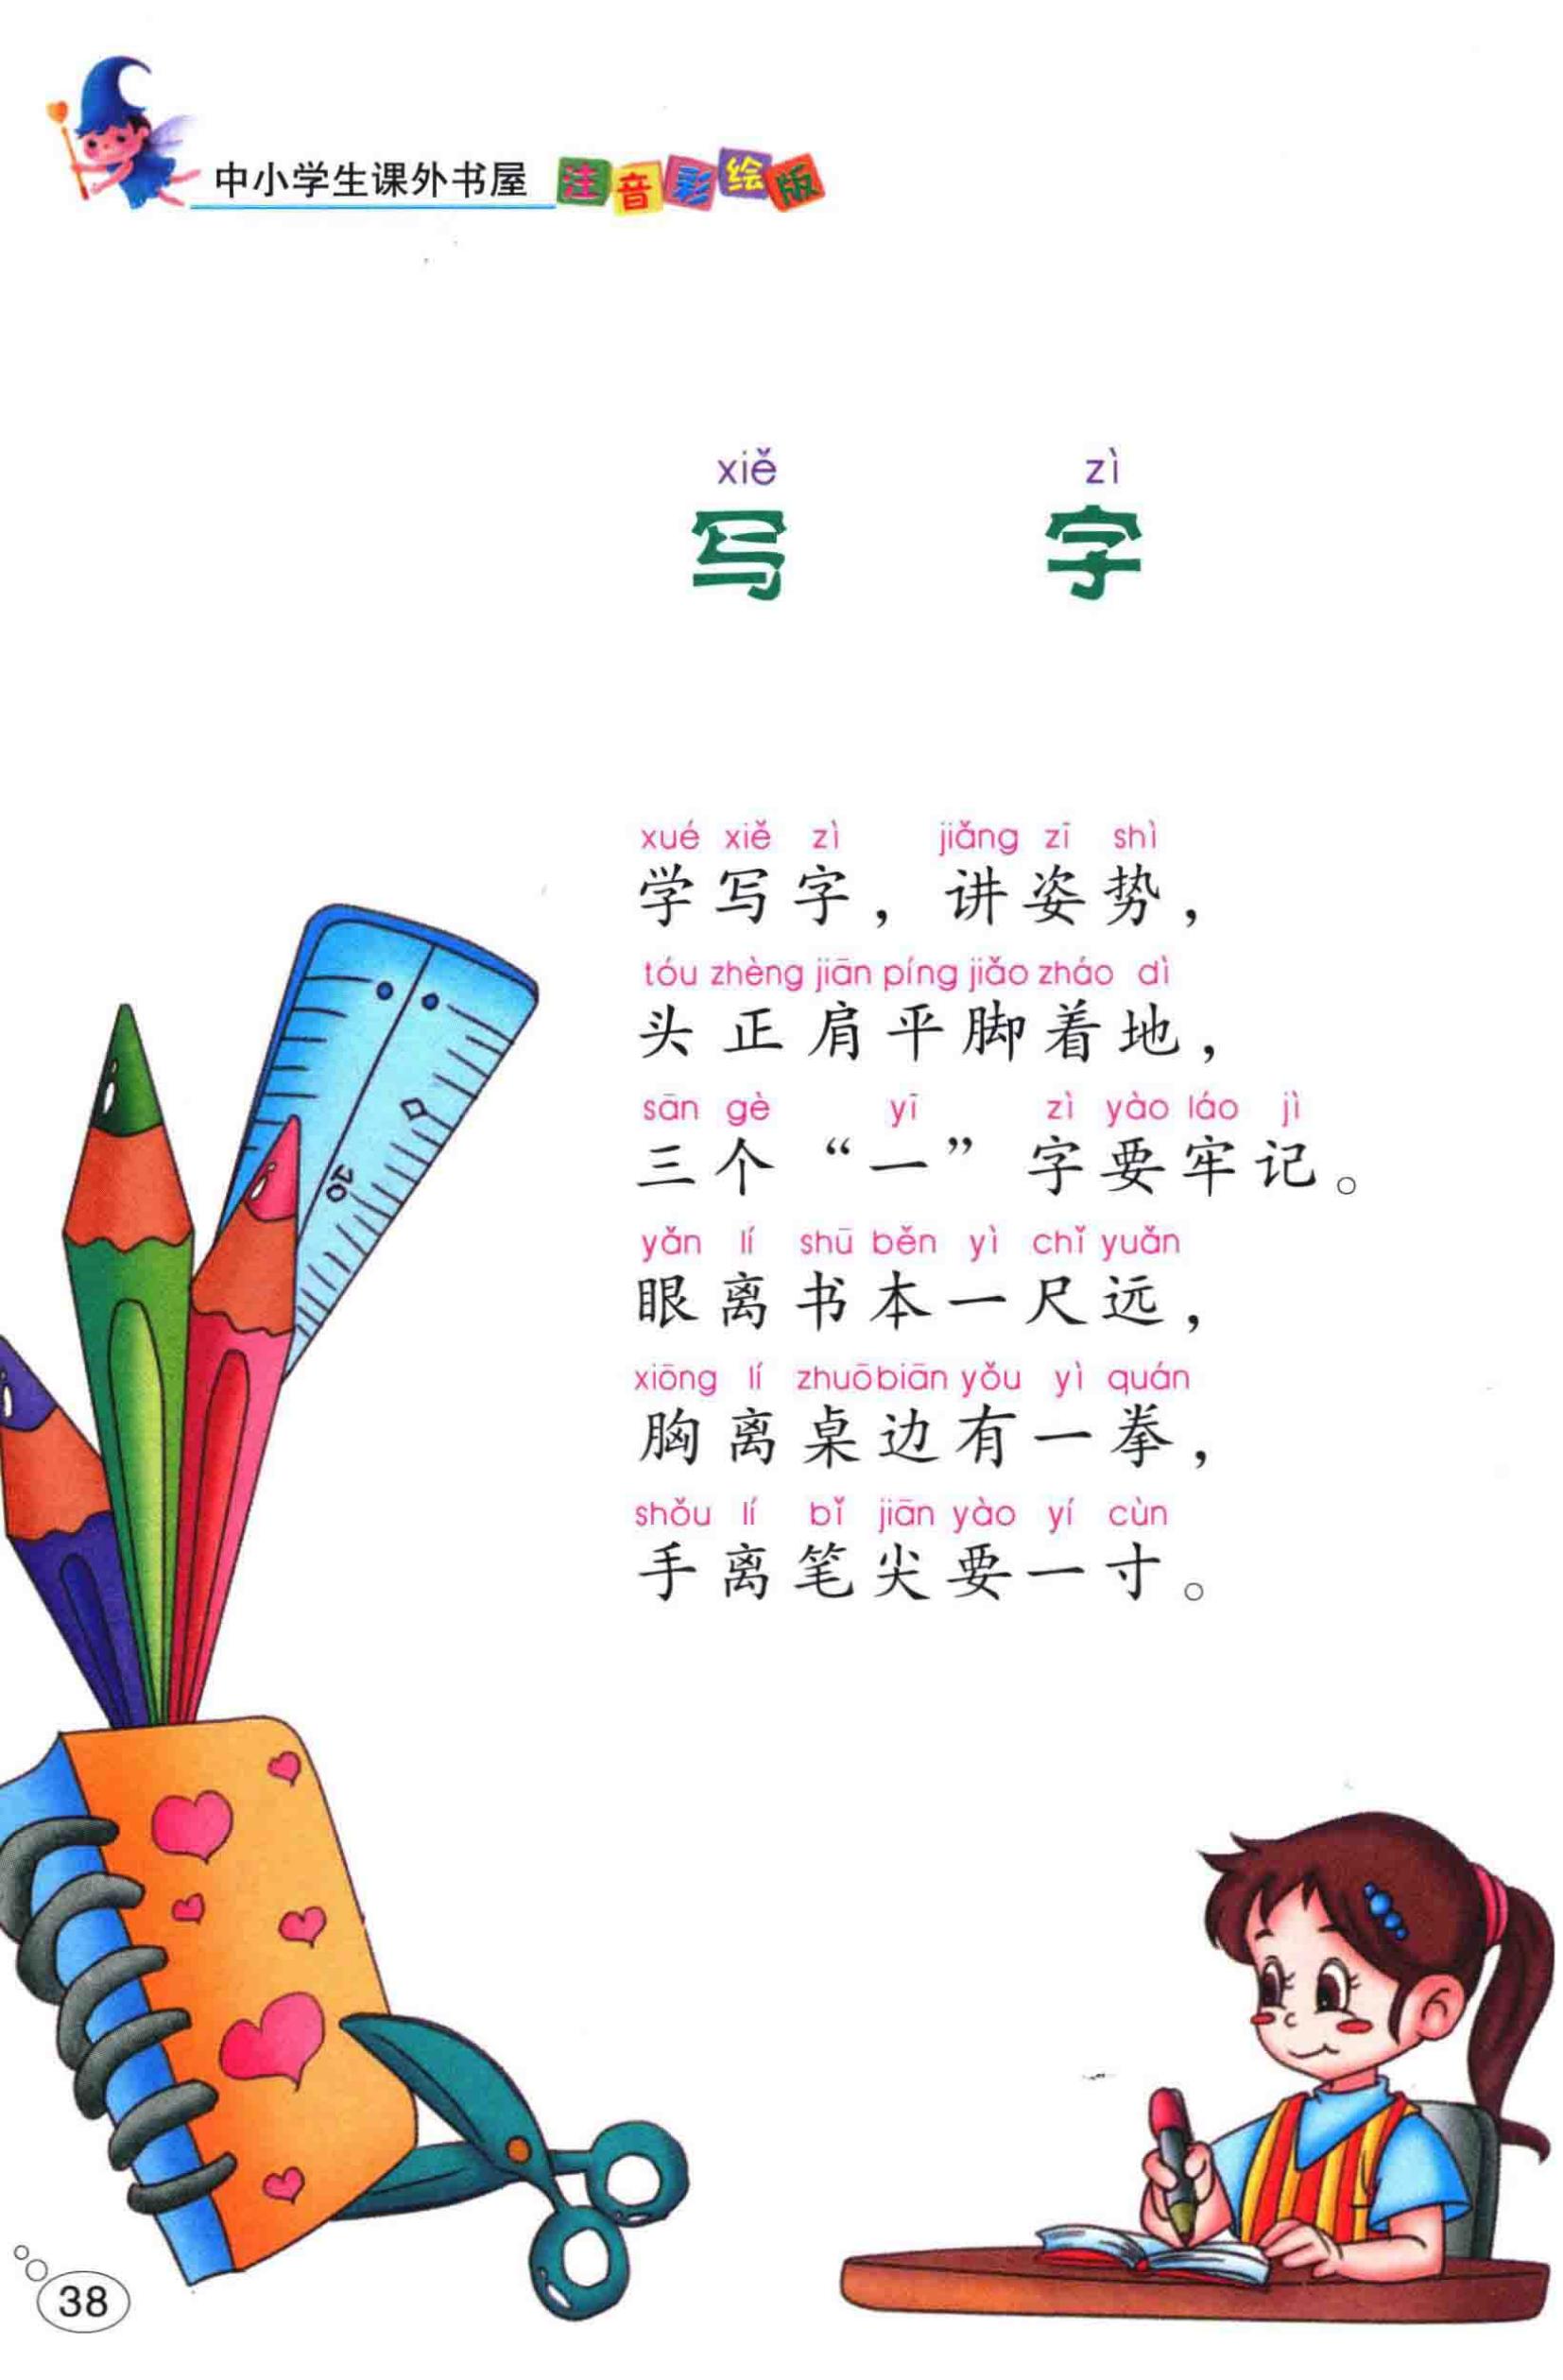 中小学生课外书屋 注音彩绘版
xiě zì
写 字
xué xiě zì jiǎng zī shì
学写字，讲姿势，
tóu zhèng jiān píng jiǎo zháo dì
头正肩平脚着地，
sān gè yī zì yào láo jì
三个“一”字要牢记。
yǎn lí shū běn yì chǐ yuǎn
眼离书本一尺远，
xiōng lí zhuō biān yǒu yì quán
胸离桌边有一拳，
shǒu lí bǐ jiān yào yí cùn
手离笔尖要一寸。
10
38